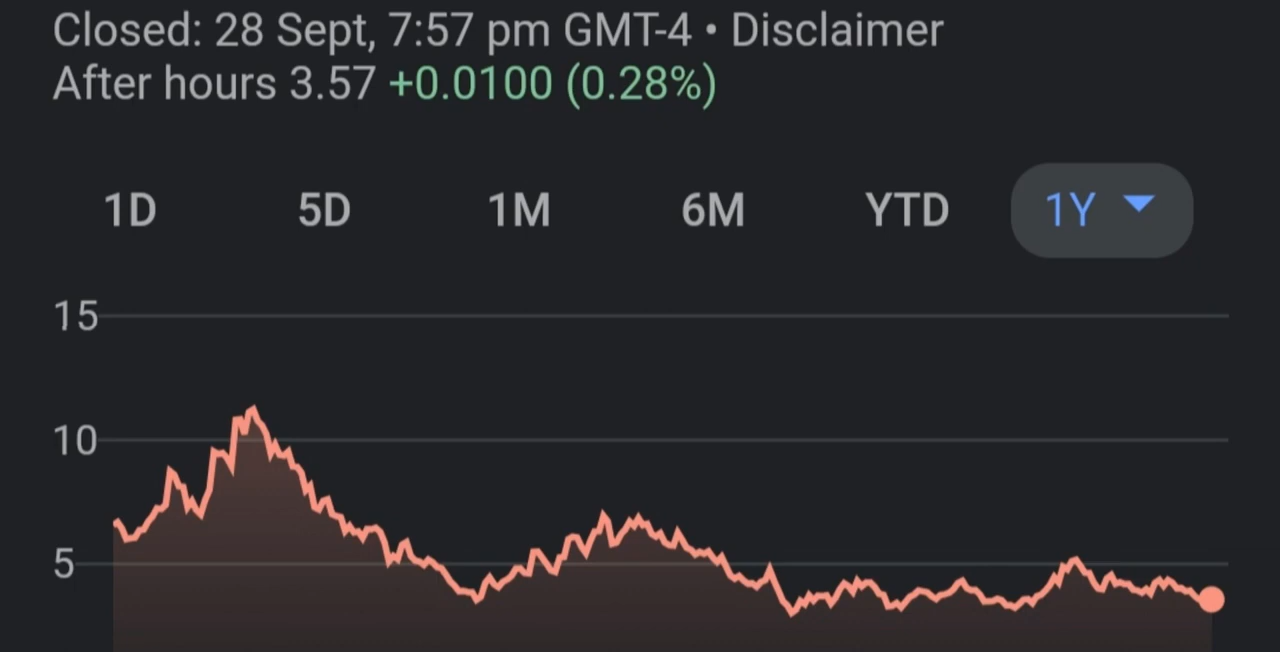 Closed: 28 Sept, 7:57 pm GMT-4 • Disclaimer
After hours 3.57 +0.0100 (0.28%)
1D 5D 1M 6M YTD 1Y
15
10
5